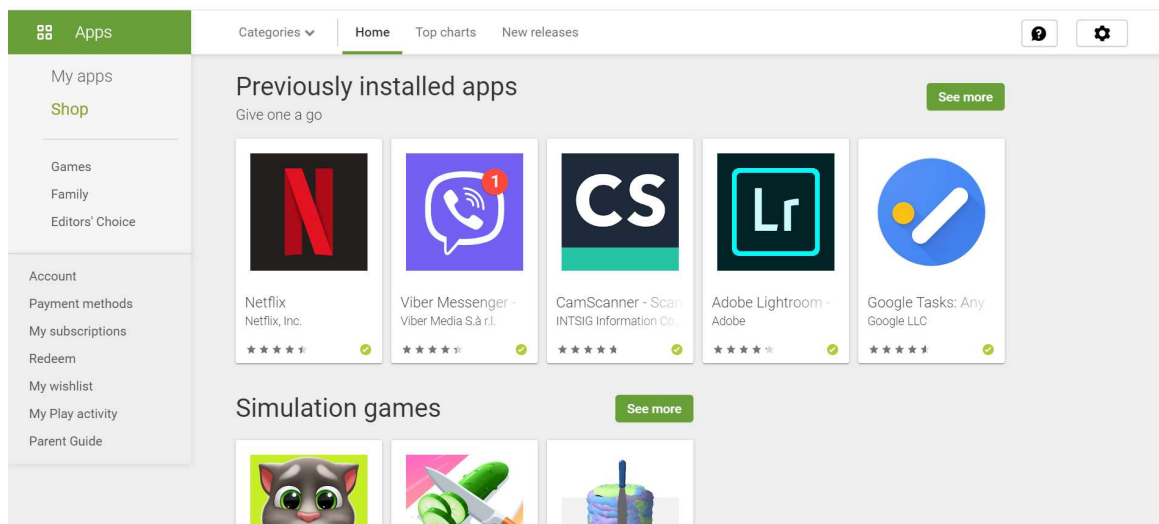 Apps
Categories
Home
Top charts
New releases
My apps
Shop
Games
Family
Editors' Choice
Account
Payment methods
My subscriptions
Redeem
My wishlist
My Play activity
Parent Guide
Previously installed apps
See more
Give one a go
N
1
CS
Lr
Netflix
Netflix, Inc.
Viber Messenger -
Viber Media S.à r.l.
CamScanner - Scan
INTSIG Information Co.,
Adobe Lightroom -
Adobe
Google Tasks: Any
Google LLC
Simulation games
See more